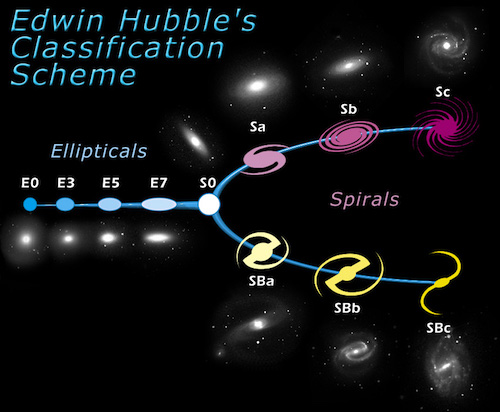 Edwin Hubble's
Classification
Scheme
Ellipticals
E0 E3 E5 E7 S0
Sa
Sb
Sc
Spirals
SBa
SBb
SBc